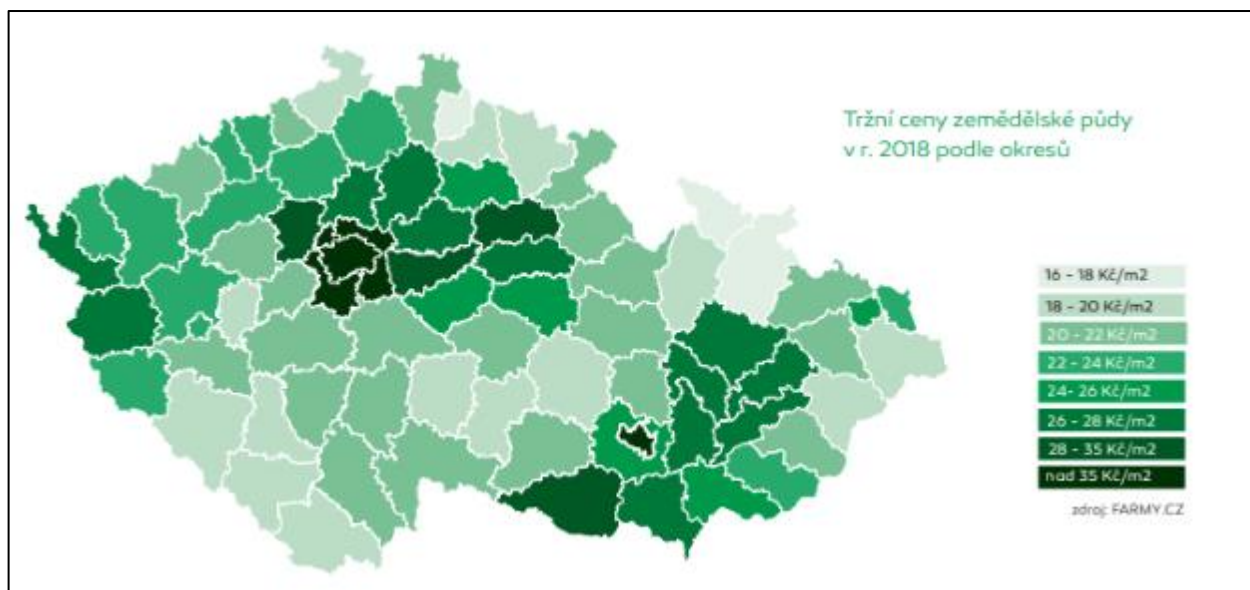 Tržní ceny zemědělské půdy
v r. 2018 podle okresů
16 - 18 Kč/m2
18 - 20 Kč/m2
20 - 22 Kč/m2
22 - 24 Kč/m2
24- 26 Kč/m2
26 - 28 Kč/m2
28 - 35 Kč/m2
nad 35 Kč/m2
zdroj: FARMY.CZ